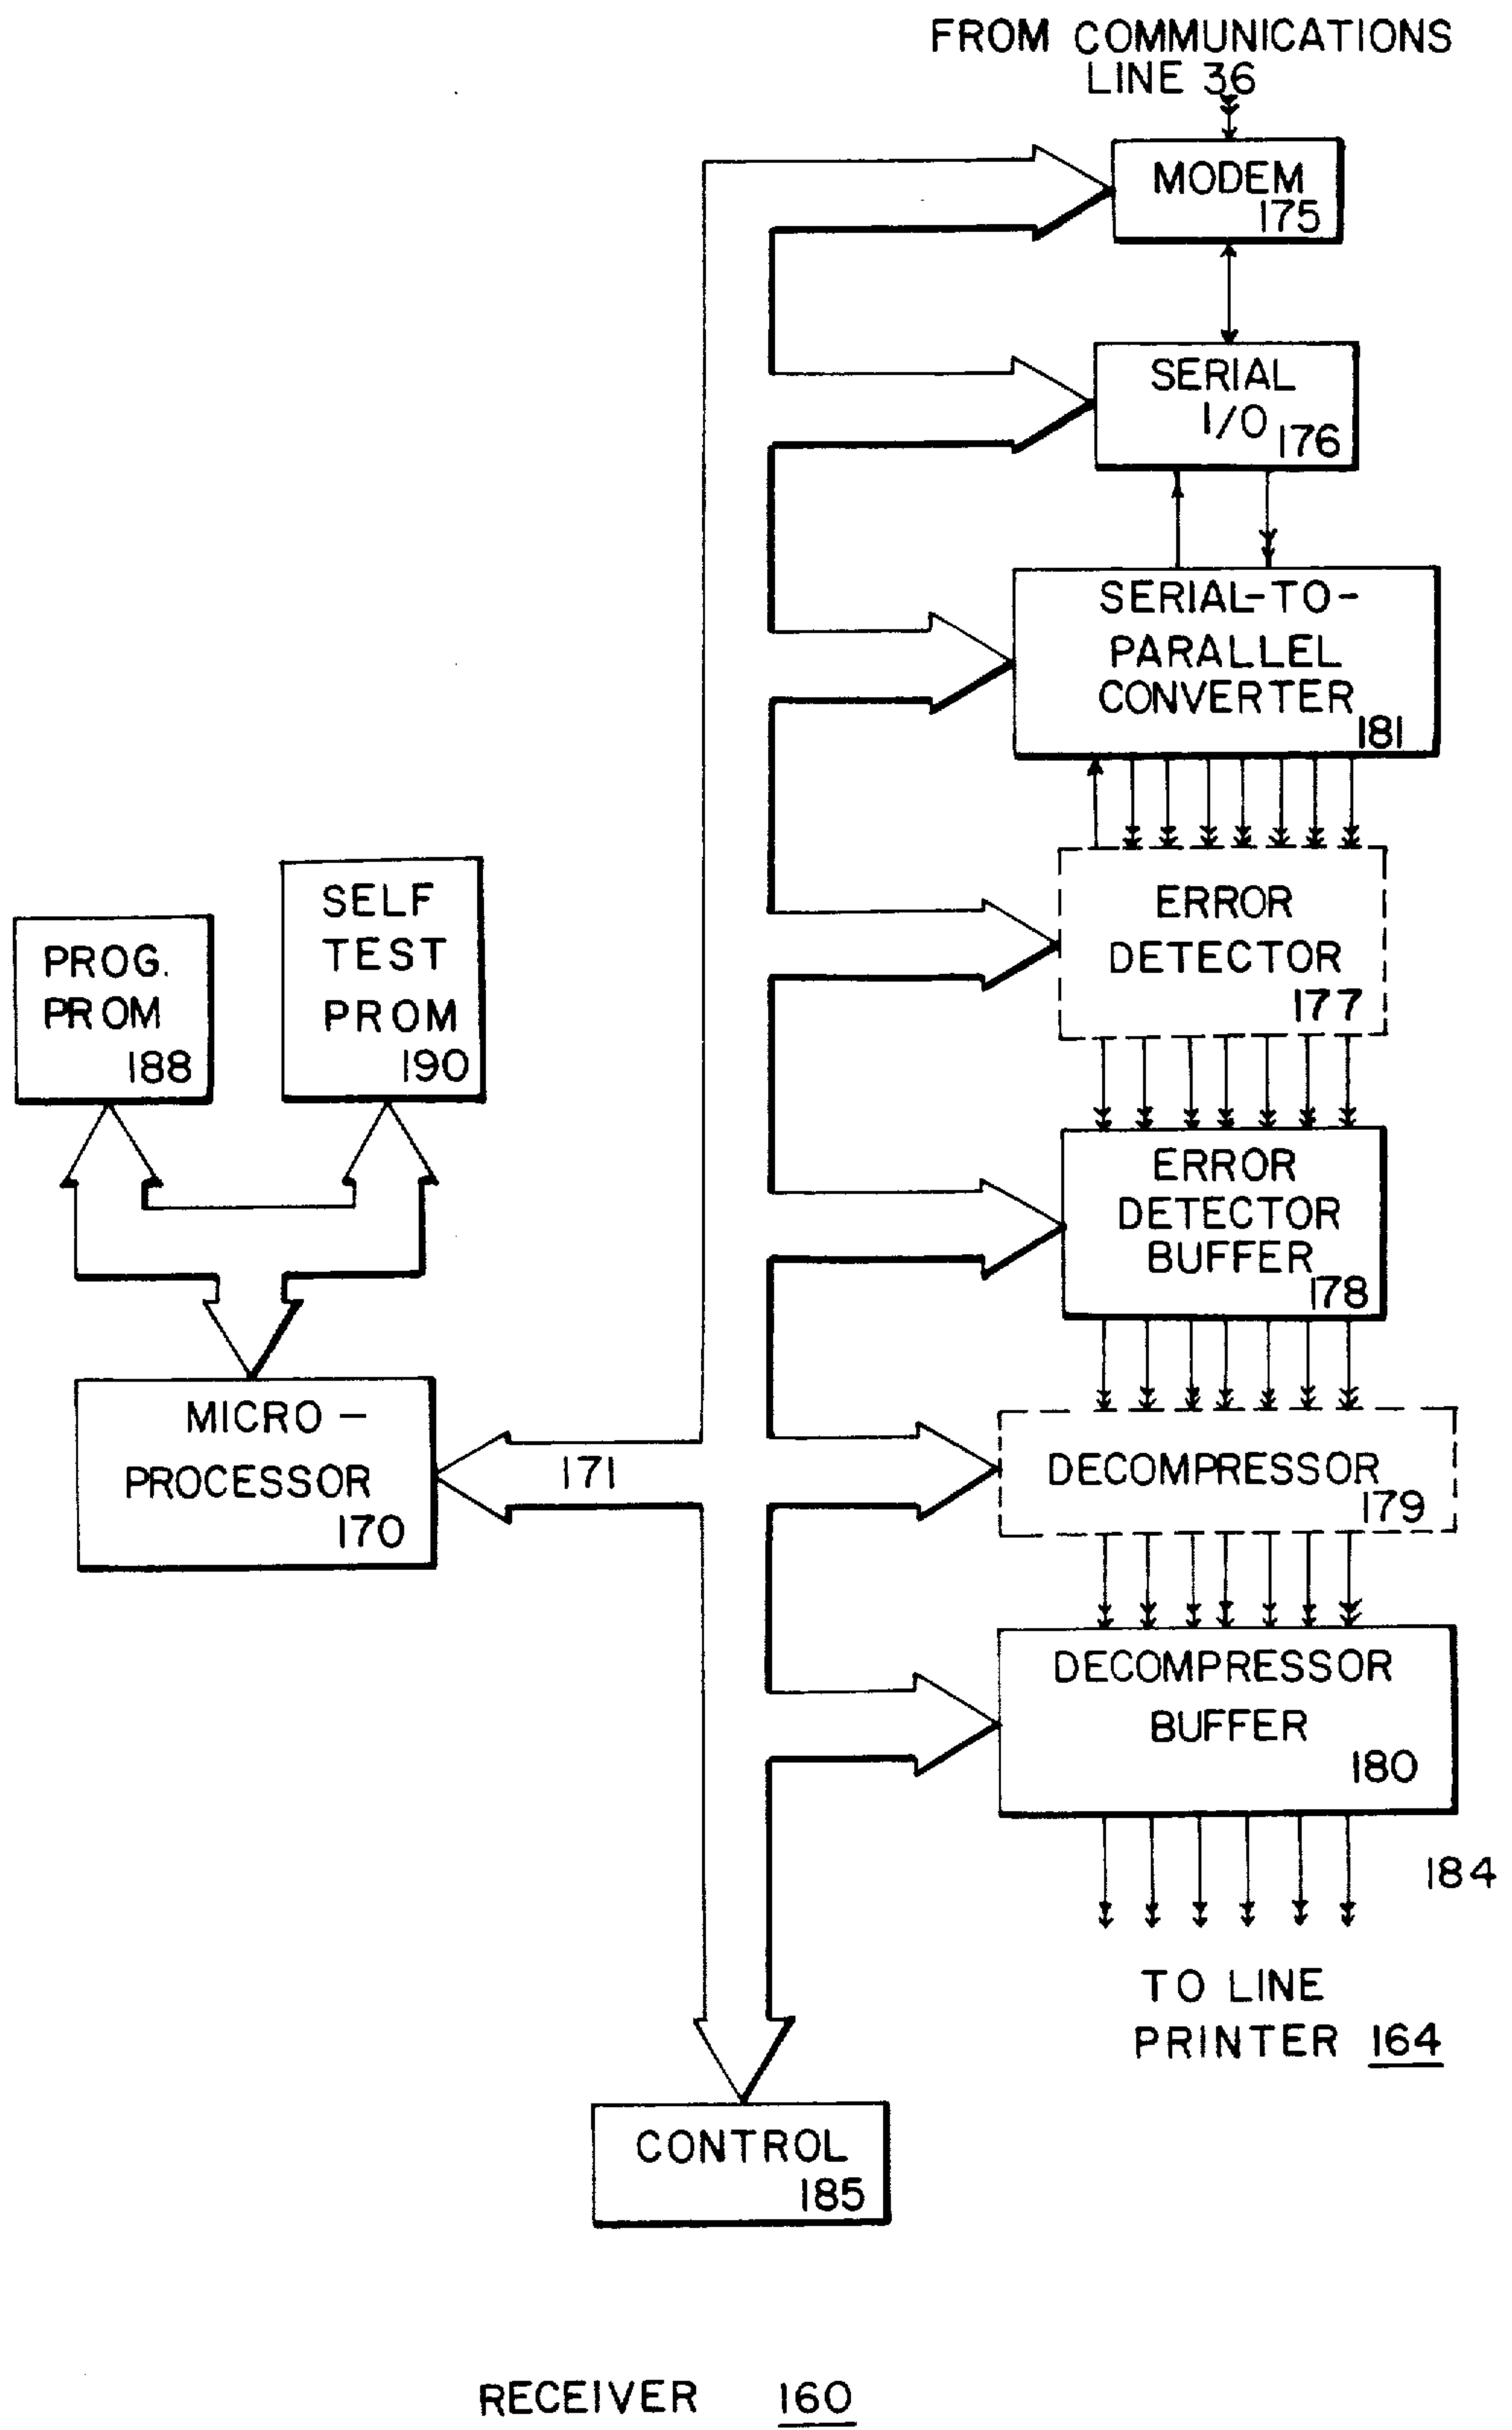 FROM COMMUNICATIONS
LINE 36
MODEM
175
SERIAL
I/O
176
SERIAL-TO-
PARALLEL
CONVERTER
181
ERROR
DETECTOR
177
SELF
TEST
PROM
190
PROG.
PROM
188
ERROR
DETECTOR
BUFFER
178
MICRO-
PROCESSOR
170
171
DECOMPRESSOR
179
DECOMPRESSOR
BUFFER
180
184
TO LINE
PRINTER 164
CONTROL
185
RECEIVER 160